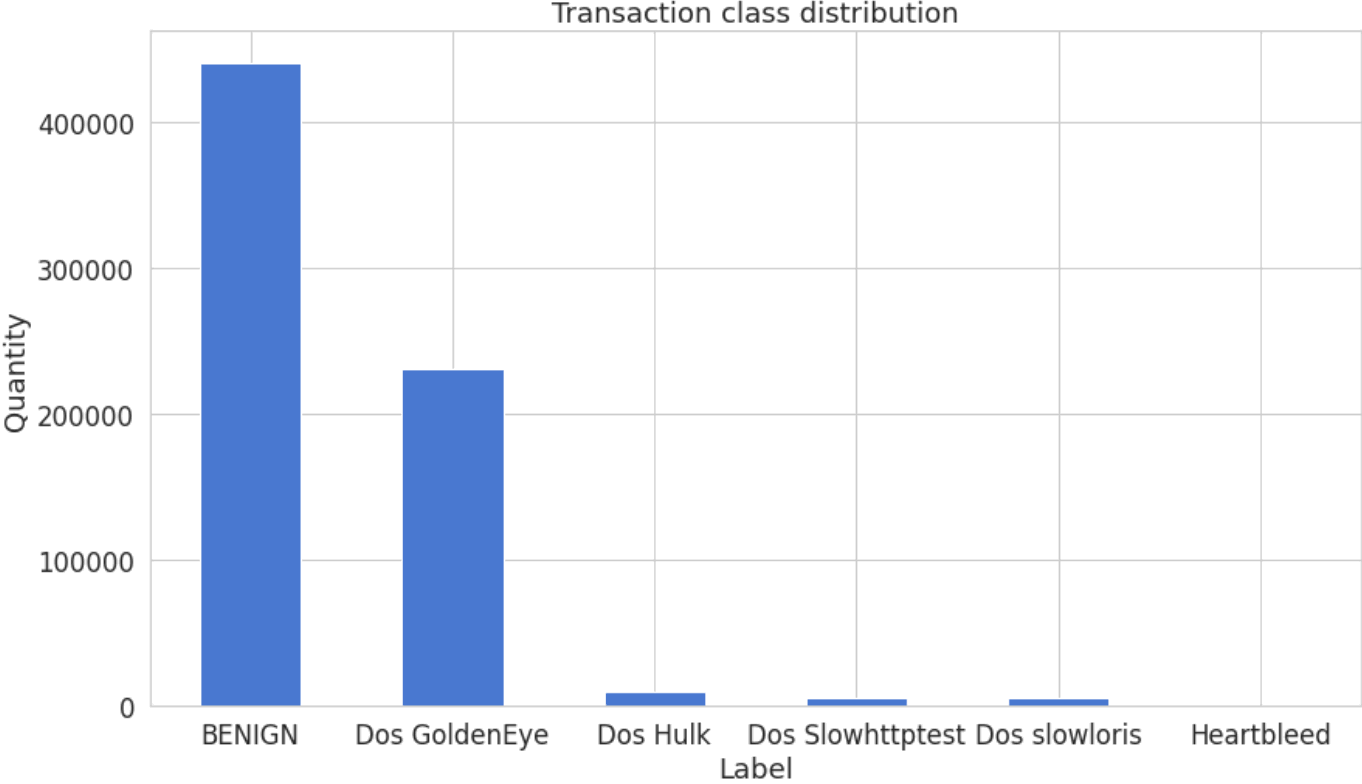 Transaction class distribution
Quantity
400000
300000
200000
100000
0
BENIGN Dos GoldenEye Dos Hulk Dos Slowhttptest Dos slowloris Heartbleed
Label